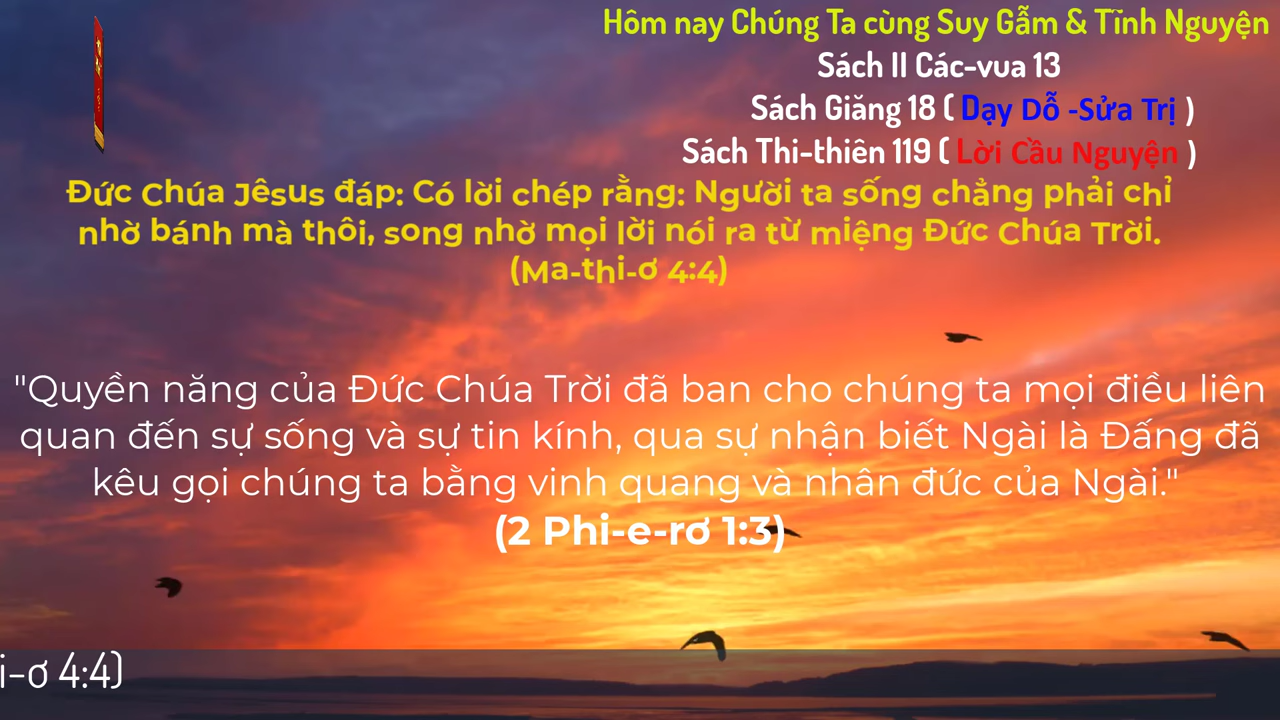 Hôm nay Chúng Ta cùng Suy Gẫm & Tĩnh Nguyện
Sách II Các-vua 13
Sách Giăng 18 ( Dạy Dỗ -Sửa Trị )
Sách Thi-thiên 119 ( Lời Cầu Nguyện )
Đức Chúa Jêsus đáp: Có lời chép rằng: Người ta sống chẳng phải chỉ
nhờ bánh mà thôi, song nhờ mọi lời nói ra từ miệng Đức Chúa Trời.
(Ma-thi-ơ 4:4)
"Quyền năng của Đức Chúa Trời đã ban cho chúng ta mọi điều liên
quan đến sự sống và sự tin kính, qua sự nhận biết Ngài là Đấng đã
kêu gọi chúng ta bằng vinh quang và nhân đức của Ngài."
(2 Phi-e-rơ 1:3)
i-ơ 4:4)